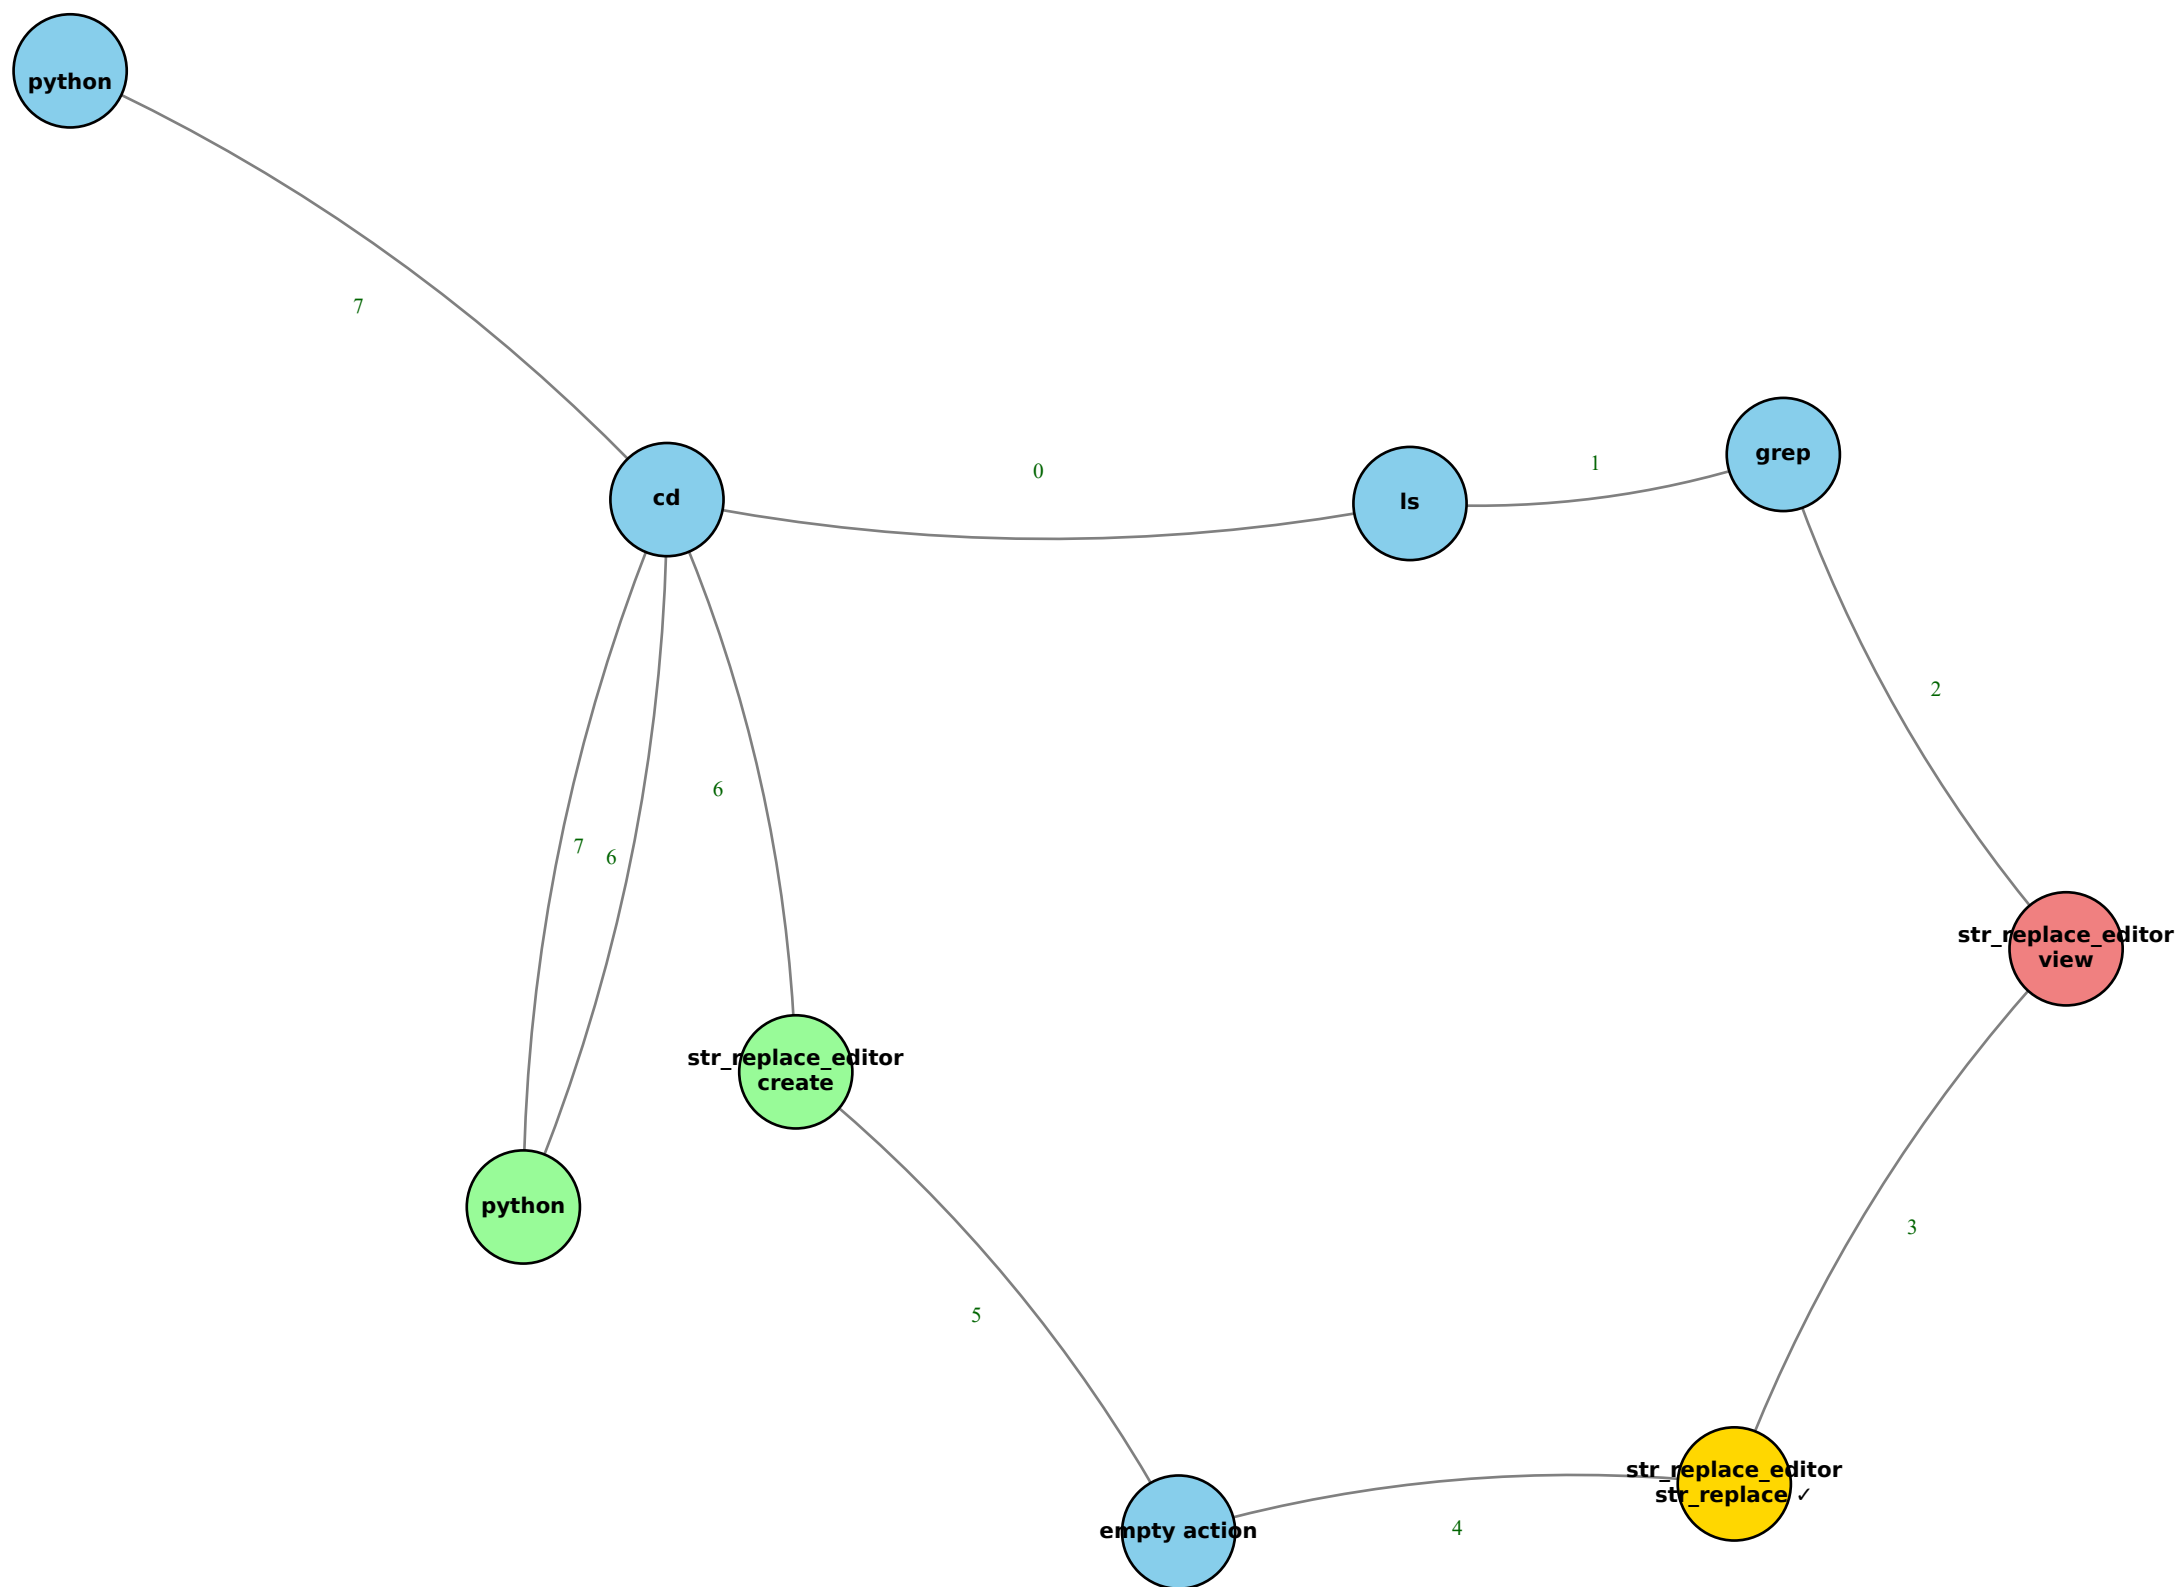 python
7
0
1
grep
cd
ls
2
6
7
6
str_replace_editor
view
str_replace_editor
create
python
3
5
str_replace_editor
str_replace ✓
4
empty action